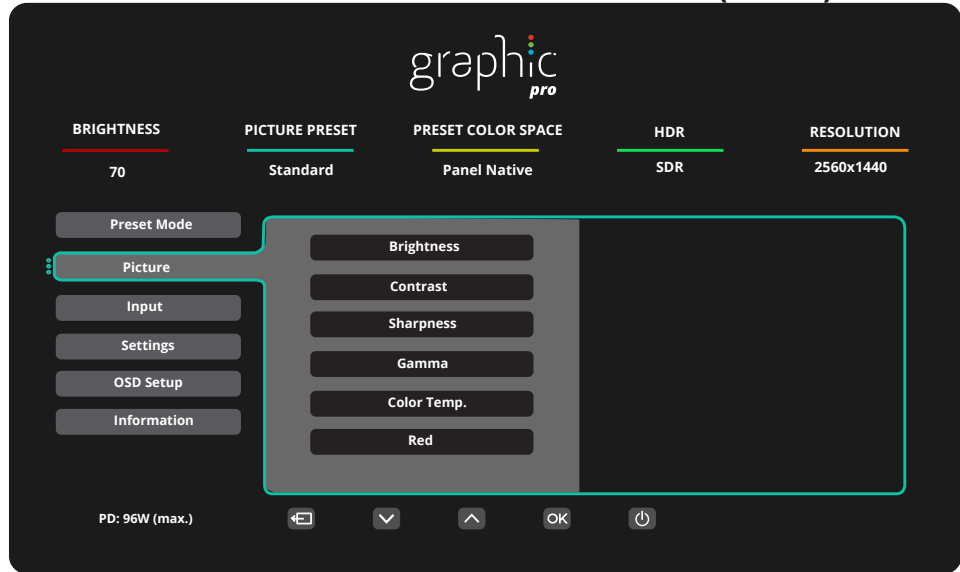 graphic
pro
BRIGHTNESS PICTURE PRESET PRESET COLOR SPACE HDR RESOLUTION
70 Standard Panel Native SDR 2560x1440
Preset Mode
Picture
Input
Settings
OSD Setup
Information
Brightness
Contrast
Sharpness
Gamma
Color Temp.
Red
PD: 96W (max.) OK